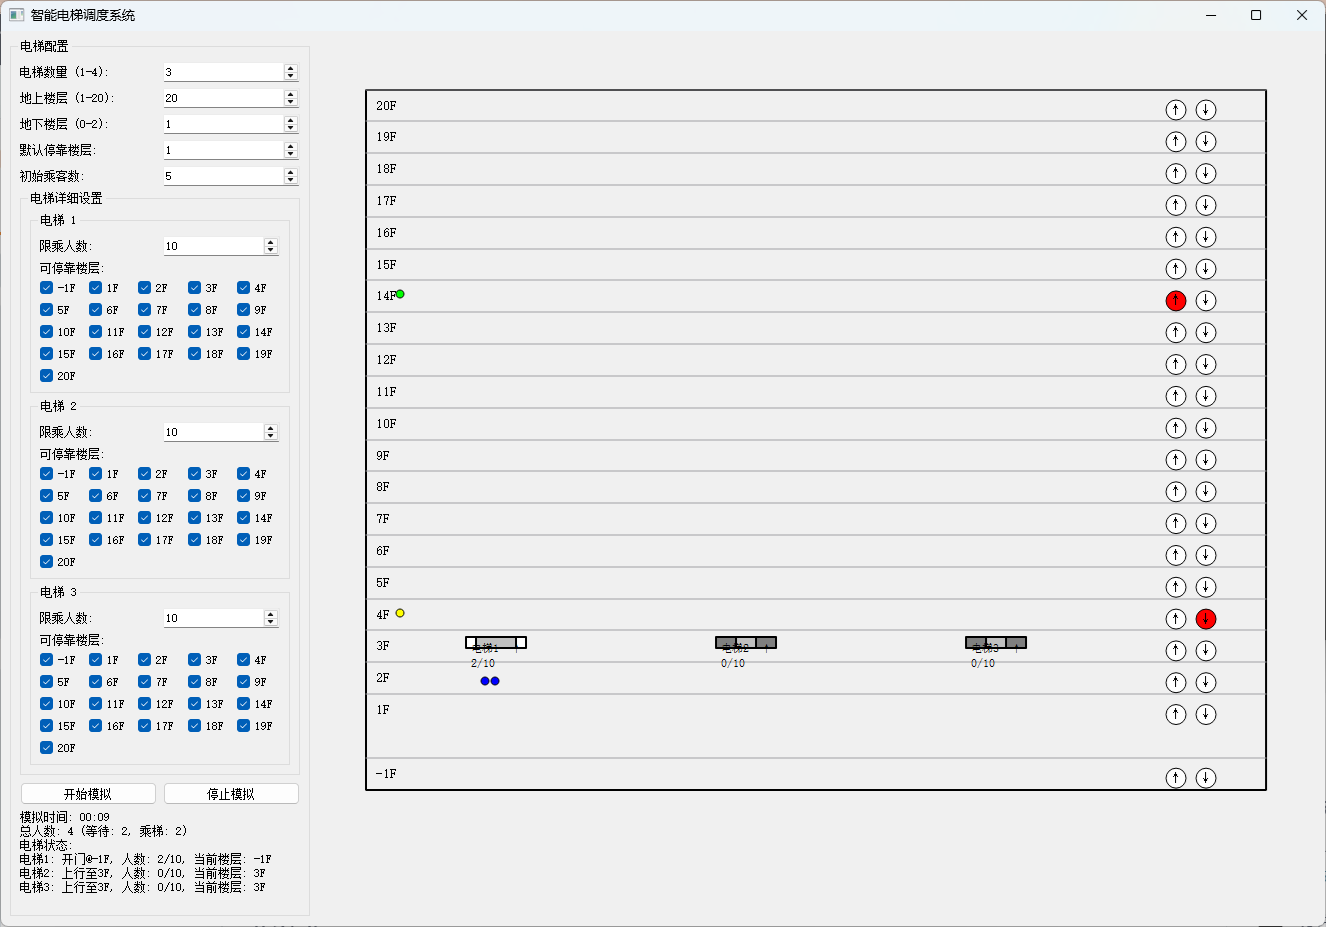 智能电梯调度系统
电梯配置
电梯数量 (1-4): 3
地上楼层 (1-20): 20
地下楼层 (0-2): 1
默认停靠楼层: 1
初始乘客数: 5
电梯详细设置
电梯 1
限乘人数: 10
可停靠楼层:
-1F 1F 2F 3F 4F
5F 6F 7F 8F 9F
10F 11F 12F 13F 14F
15F 16F 17F 18F 19F
20F
电梯 2
限乘人数: 10
可停靠楼层:
-1F 1F 2F 3F 4F
5F 6F 7F 8F 9F
10F 11F 12F 13F 14F
15F 16F 17F 18F 19F
20F
电梯 3
限乘人数: 10
可停靠楼层:
-1F 1F 2F 3F 4F
5F 6F 7F 8F 9F
10F 11F 12F 13F 14F
15F 16F 17F 18F 19F
20F
开始模拟 停止模拟
模拟时间: 00:09
总人数: 4 (等待: 2, 乘梯: 2)
电梯状态:
电梯1: 开门@-1F, 人数: 2/10, 当前楼层: -1F
电梯2: 上行至3F, 人数: 0/10, 当前楼层: 3F
电梯3: 上行至3F, 人数: 0/10, 当前楼层: 3F
20F ↑ ↓
19F ↑ ↓
18F ↑ ↓
17F ↑ ↓
16F ↑ ↓
15F ↑ ↓
14F ↑ ↓
13F ↑ ↓
12F ↑ ↓
11F ↑ ↓
10F ↑ ↓
9F ↑ ↓
8F ↑ ↓
7F ↑ ↓
6F ↑ ↓
5F ↑ ↓
4F ↑ ↓
3F 电梯1 ↑ 电梯2 ↑ 电梯3 ↑ ↑ ↓
2/10 0/10 0/10
2F ↑ ↓
1F ↑ ↓
-1F ↑ ↓